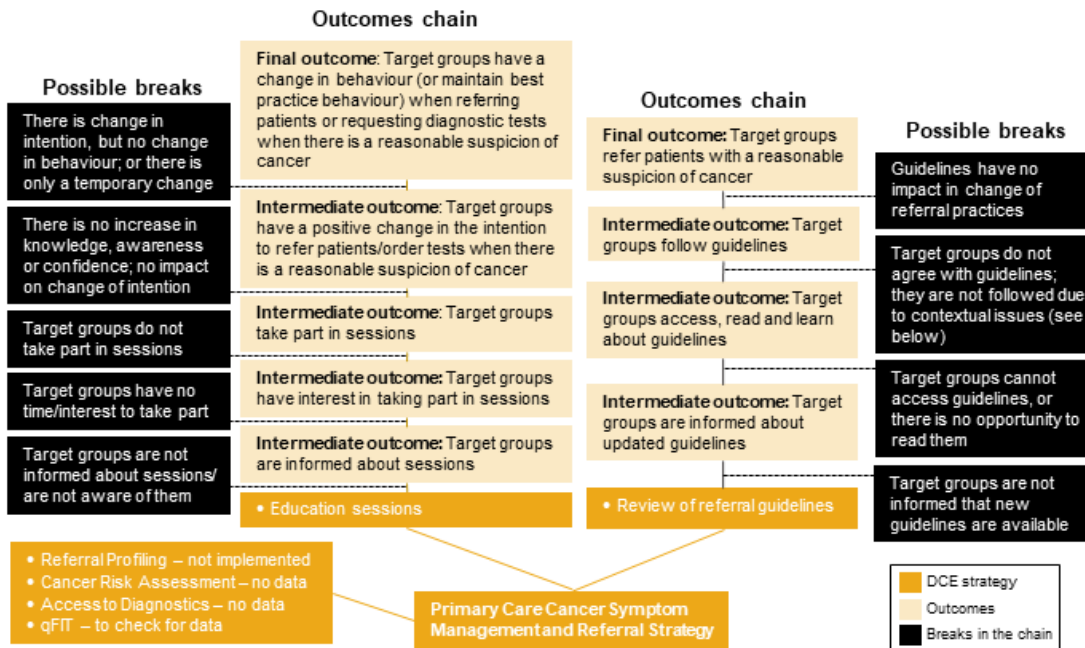 Outcomes chain
Possible breaks
Final outcome: Target groups have a
change in behaviour (or maintain best
practice behaviour) when referring
patients or requesting diagnostic tests
when there is a reasonable suspicion of
cancer
There is change in
intention, but no change
in behaviour; or there is
only a temporary change
Intermediate outcome: Target groups
have a positive change in the intention
to refer patients/order tests when there
is a reasonable suspicion of cancer
There is no increase in
knowledge, awareness
or confidence; no impact
on change of intention
Intermediate outcome: Target groups
take part in sessions
Target groups do not
take part in sessions
Intermediate outcome: Target groups
have interest in taking part in sessions
Target groups have no
time/interest to take part
Intermediate outcome: Target groups
are informed about sessions
Target groups are not
informed about sessions/
are not aware of them
• Education sessions
Outcomes chain
Possible breaks
Final outcome: Target groups
refer patients with a reasonable
suspicion of cancer
Guidelines have no
impact in change of
referral practices
Intermediate outcome: Target
groups follow guidelines
Target groups do not
agree with guidelines;
they are not followed due
to contextual issues (see
below)
Intermediate outcome: Target
groups access, read and learn
about guidelines
Target groups cannot
access guidelines, or
there is no opportunity to
read them
Intermediate outcome: Target
groups are informed about
updated guidelines
Target groups are not
informed that new
guidelines are available
• Review of referral guidelines
• Referral Profiling – not implemented
• Cancer Risk Assessment – no data
• Access to Diagnostics – no data
• qFIT – to check for data
Primary Care Cancer Symptom
Management and Referral Strategy
DCE strategy
Outcomes
Breaks in the chain